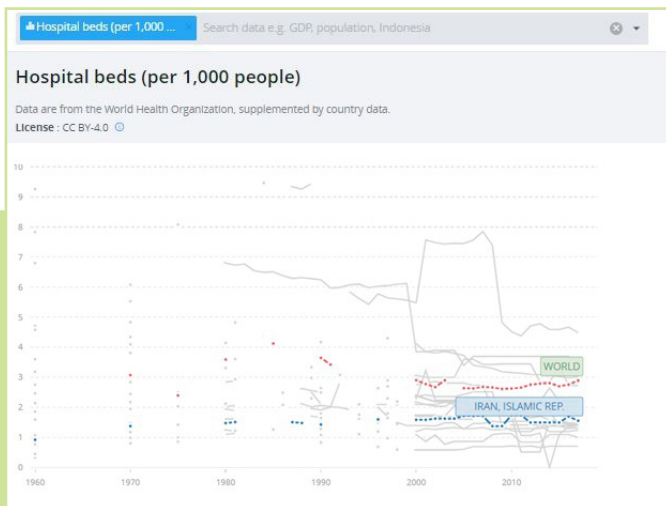 Hospital beds (per 1,000 ... × Search data e.g. GDP, population, Indonesia
Hospital beds (per 1,000 people)
Data are from the World Health Organization, supplemented by country data.
License : CC BY-4.0
10
9
8
7
6
5
4
3
2
1
0
WORLD
IRAN, ISLAMIC REP.
1960 1970 1980 1990 2000 2010